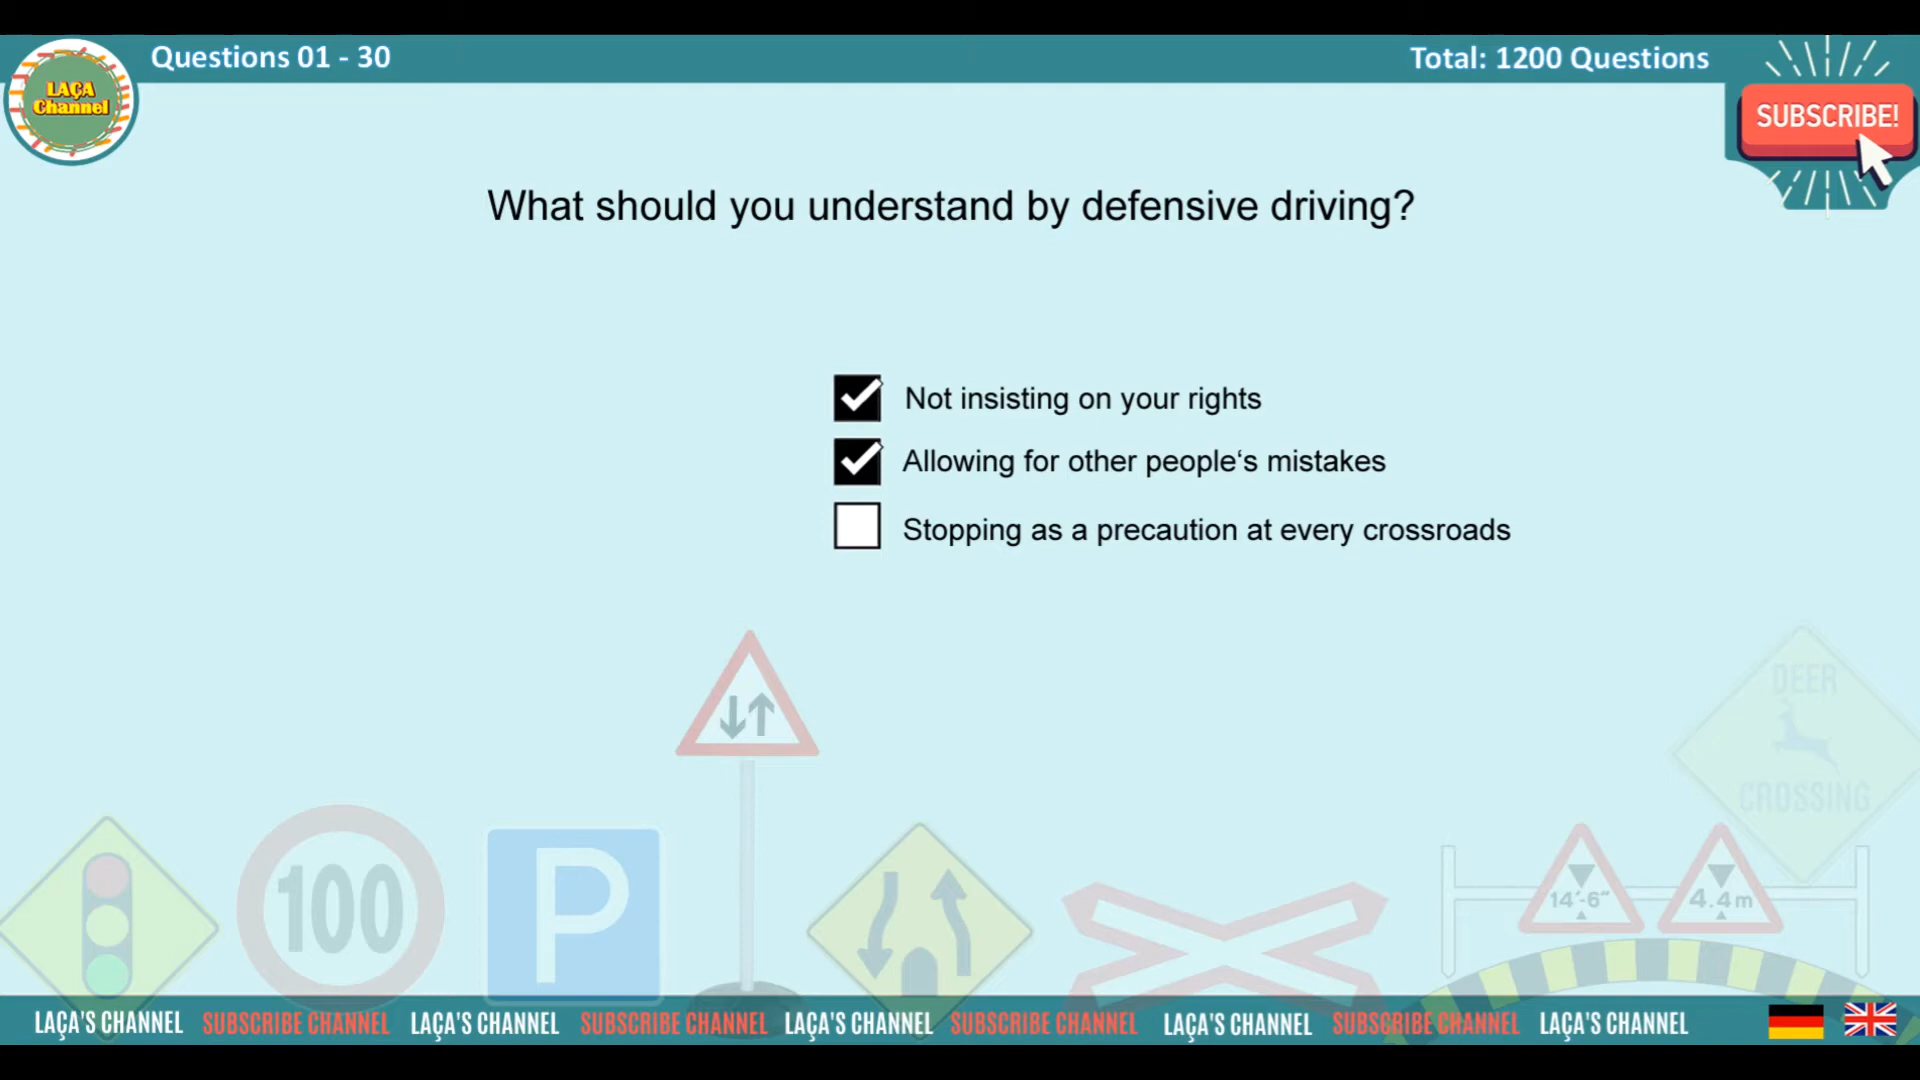 Questions 01 - 30
Total: 1200 Questions
LAÇA
Channel
SUBSCRIBE!
What should you understand by defensive driving?
Not insisting on your rights
Allowing for other people‘s mistakes
Stopping as a precaution at every crossroads
DEER
CROSSING
100
P
14'-6"
4.4m
LAÇA'S CHANNEL SUBSCRIBE CHANNEL LAÇA'S CHANNEL SUBSCRIBE CHANNEL LAÇA'S CHANNEL SUBSCRIBE CHANNEL LAÇA'S CHANNEL SUBSCRIBE CHANNEL LAÇA'S CHANNEL